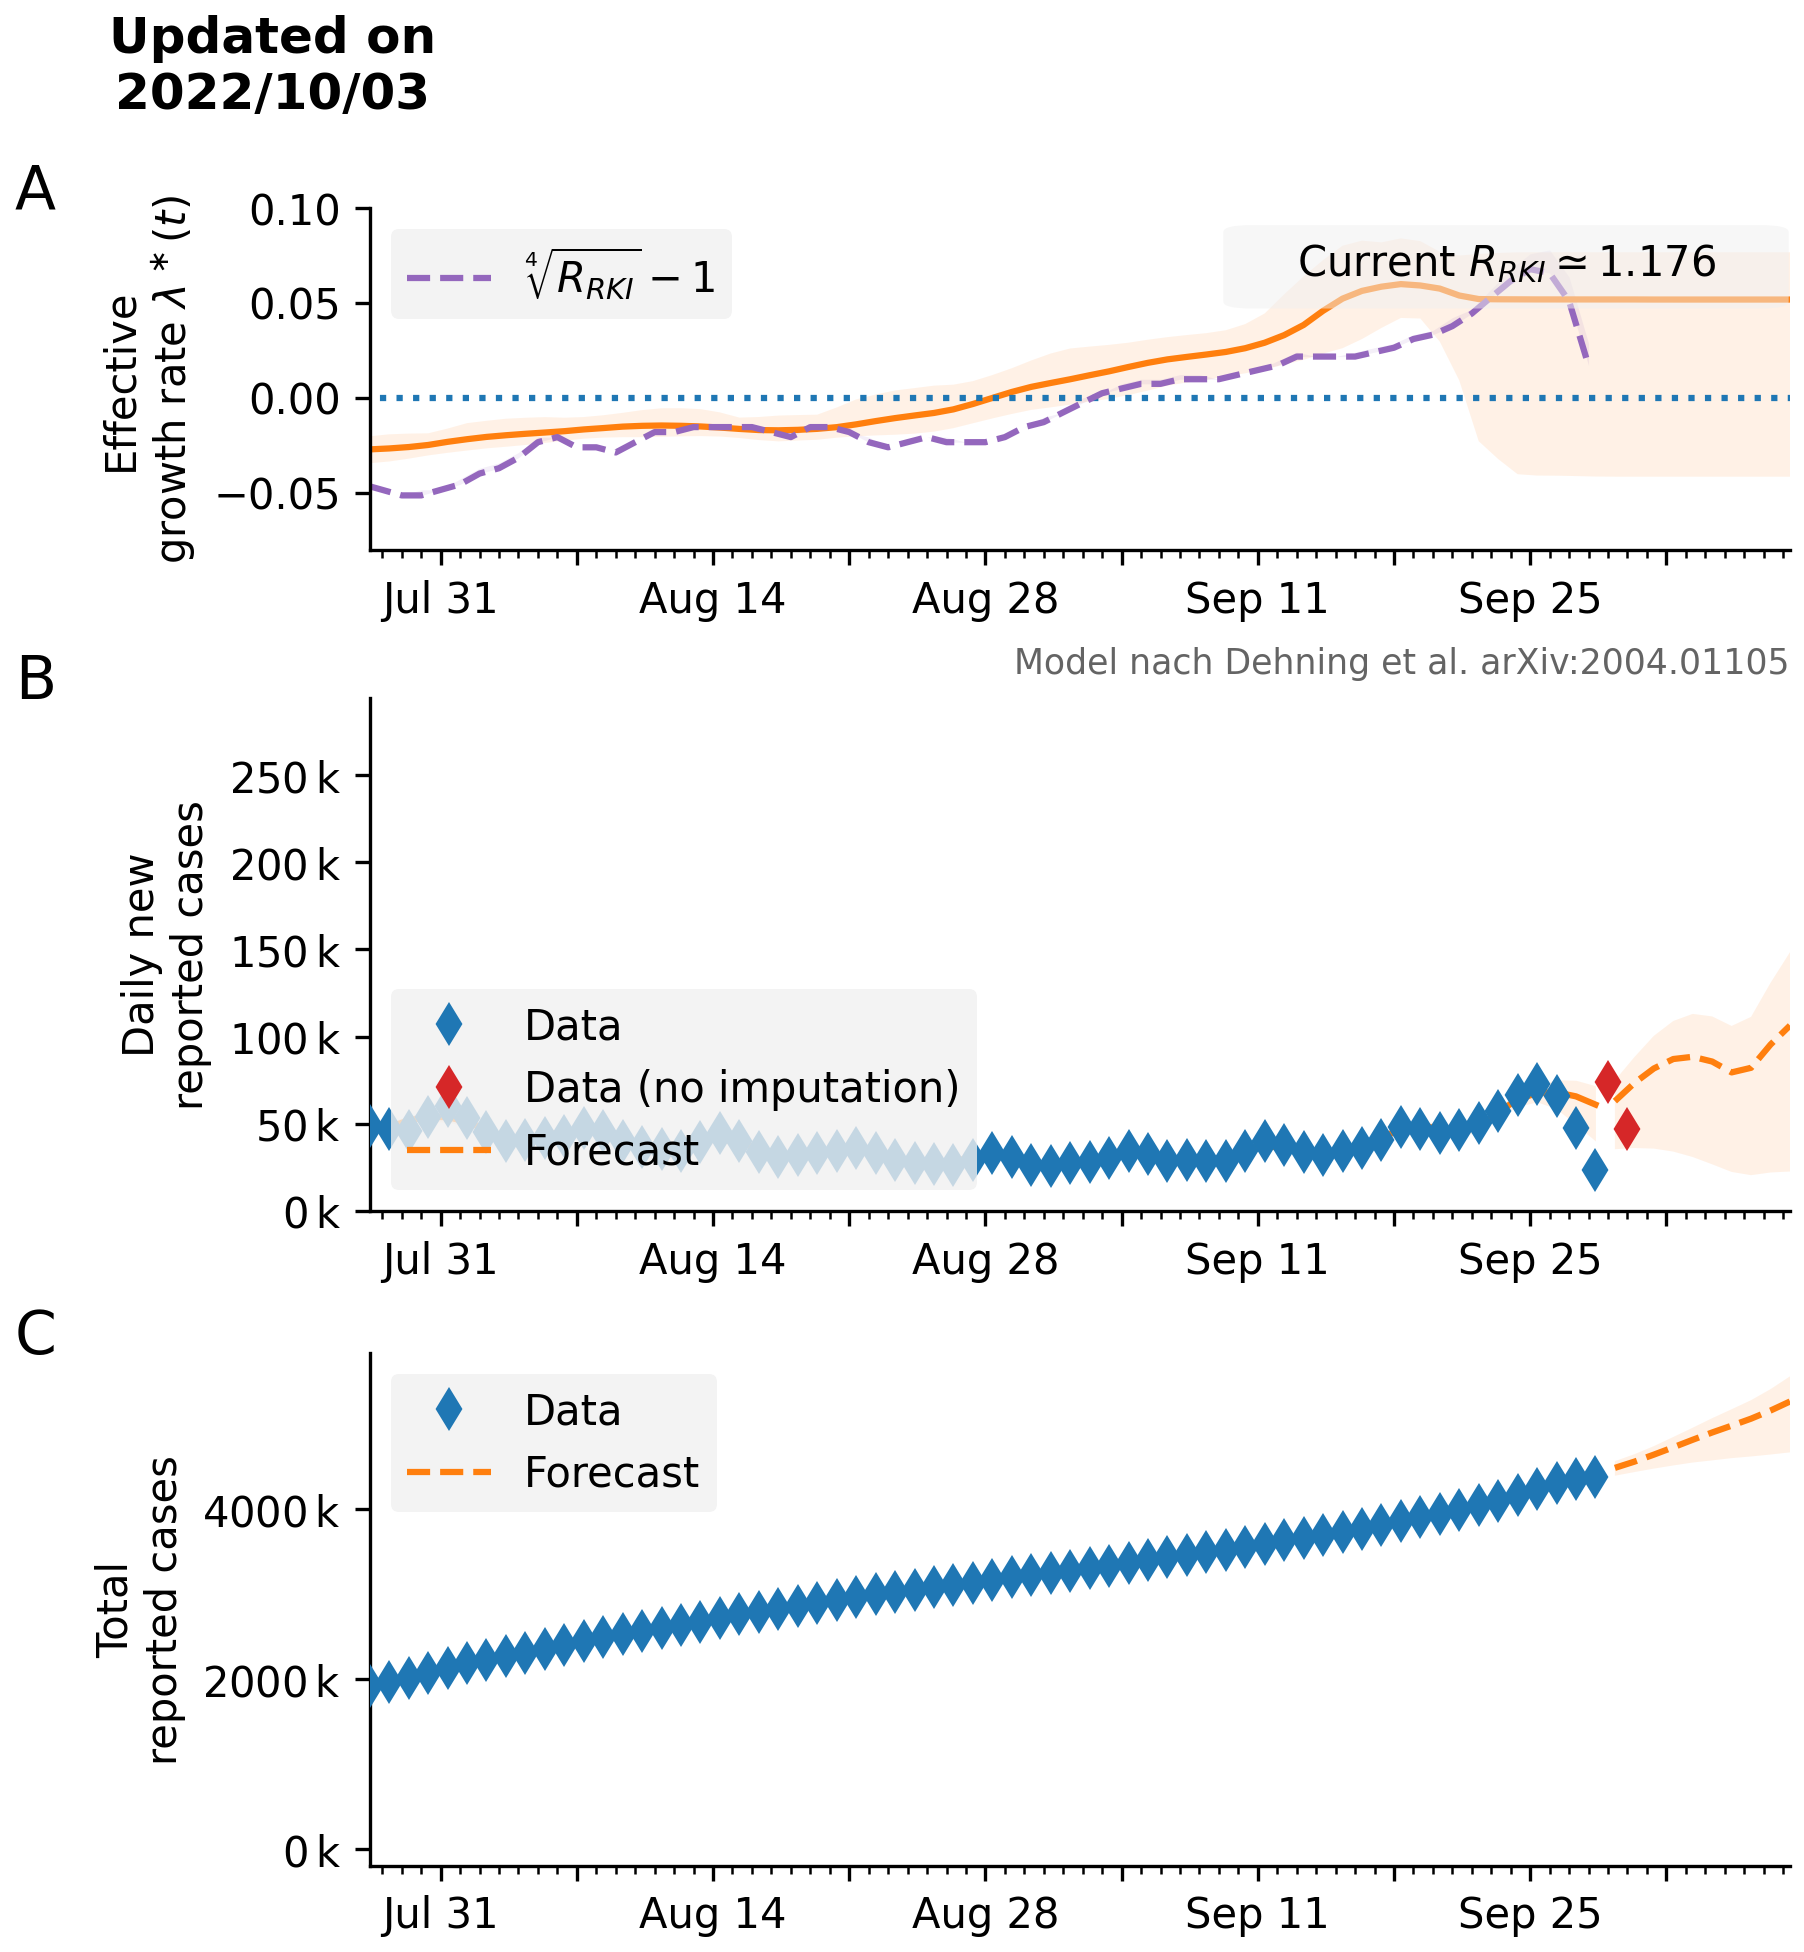 Updated on
2022/10/03
A
Effective
growth rate λ * (t)
0.10
0.05
0.00
−0.05
∜R_RKI − 1
Current R_RKI ≃ 1.176
Jul 31
Aug 14
Aug 28
Sep 11
Sep 25
Model nach Dehning et al. arXiv:2004.01105
B
Daily new
reported cases
250 k
200 k
150 k
100 k
50 k
0 k
Data
Data (no imputation)
Forecast
Jul 31
Aug 14
Aug 28
Sep 11
Sep 25
C
Total
reported cases
4000 k
2000 k
0 k
Data
Forecast
Jul 31
Aug 14
Aug 28
Sep 11
Sep 25